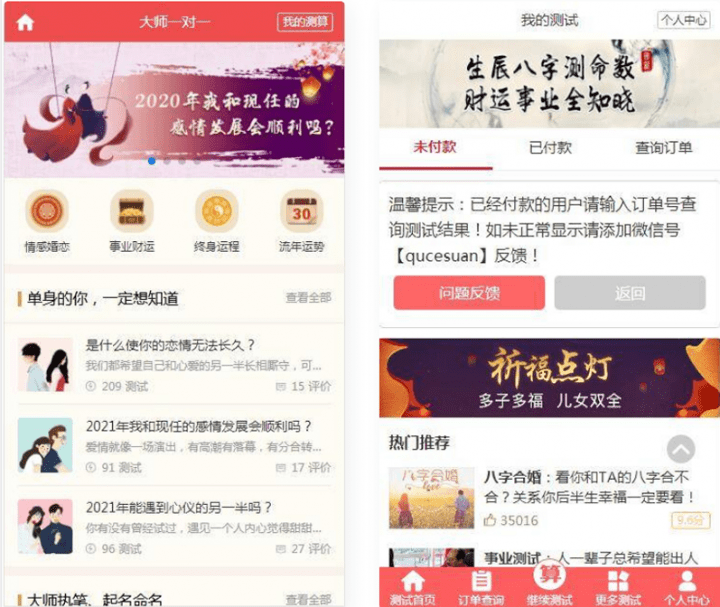 大师一对一
我的测算
2020年我和现任的
感情发展会顺利吗?
情感婚恋
事业财运
终身运程
30
流年运势
单身的你，一定想知道
查看全部
是什么使你的恋情无法长久？
我们都希望自己和心爱的另一半长相厮守，可...
209 测试
15 评价
2021年我和现任的感情发展会顺利吗？
爱情就像一场演出，有高潮有落幕，有分合转...
91 测试
17 评价
2021年能遇到心仪的另一半吗？
你有没有曾经试过，遇见一个人内心觉得甜甜...
96 测试
27 评价
大师执笔、起名命名
查看全部
我的测试
个人中心
生辰八字测命数
财运事业全知晓
未付款
已付款
查询订单
温馨提示：已经付款的用户请输入订单号查
询测试结果！如未正常显示请添加微信号
【qucesuan】反馈！
问题反馈
返回
祈福点灯
多子多福 儿女双全
热门推荐
八字合婚
八字合婚：看你和TA的八字合不
合？关系你后半生幸福一定要看！
35016
9.6分
事业测试：人一辈子总希望能出人
算
测试首页
订单查询
继续测试
更多测试
个人中心